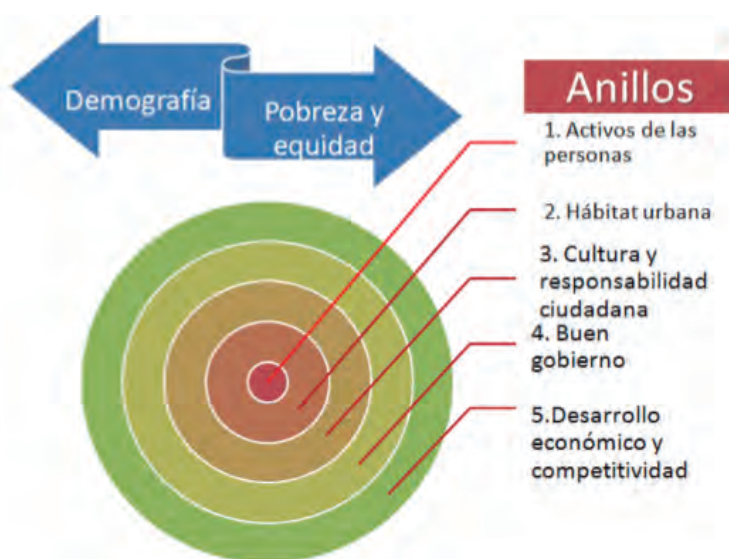 Demografía
Pobreza y
equidad
Anillos
1. Activos de las
personas
2. Hábitat urbana
3. Cultura y
responsabilidad
ciudadana
4. Buen
gobierno
5.Desarrollo
económico y
competitividad